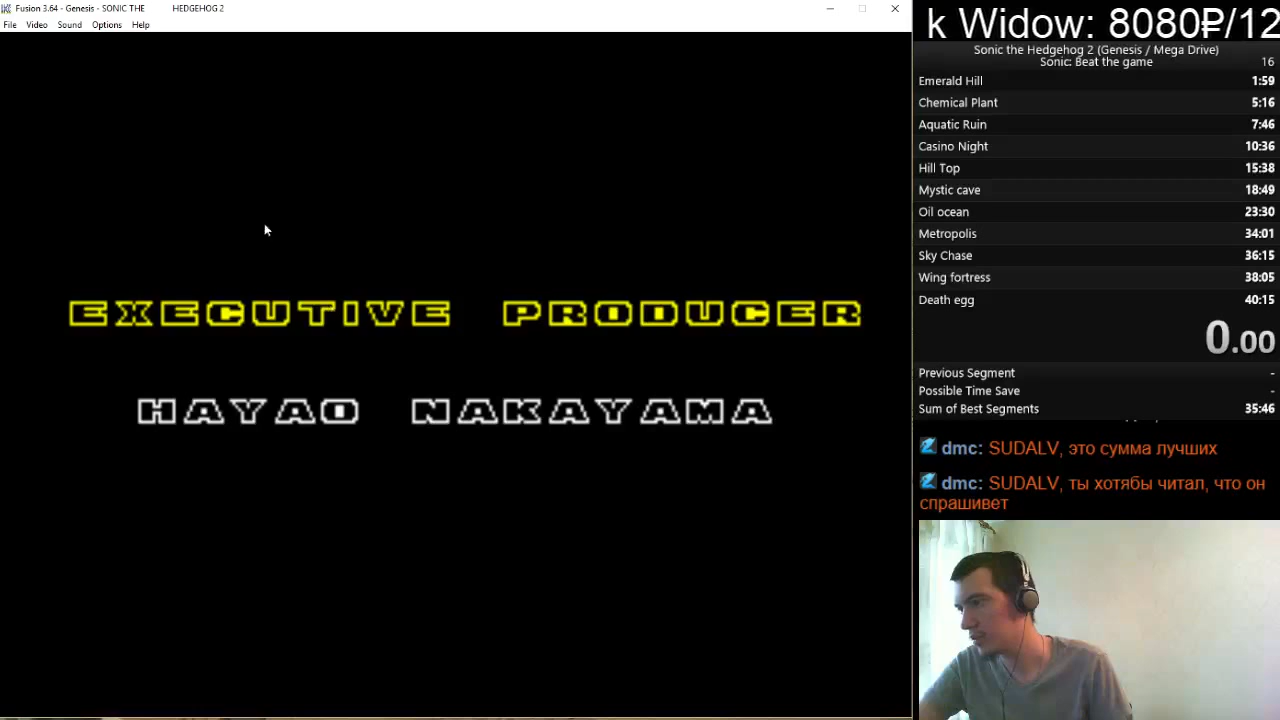 Fusion 3.64 - Genesis - SONIC THE HEDGEHOG 2
File Video Sound Options Help
EXECUTIVE PRODUCER
HAYAO NAKAYAMA
k Widow: 8080₽/12
Sonic the Hedgehog 2 (Genesis / Mega Drive)
Sonic: Beat the game 16
Emerald Hill 1:59
Chemical Plant 5:16
Aquatic Ruin 7:46
Casino Night 10:36
Hill Top 15:38
Mystic cave 18:49
Oil ocean 23:30
Metropolis 34:01
Sky Chase 36:15
Wing fortress 38:05
Death egg 40:15
0.00
Previous Segment -
Possible Time Save -
Sum of Best Segments 35:46
dmc: SUDALV, это сумма лучших
dmc: SUDALV, ты хотябы читал, что он
спрашивет